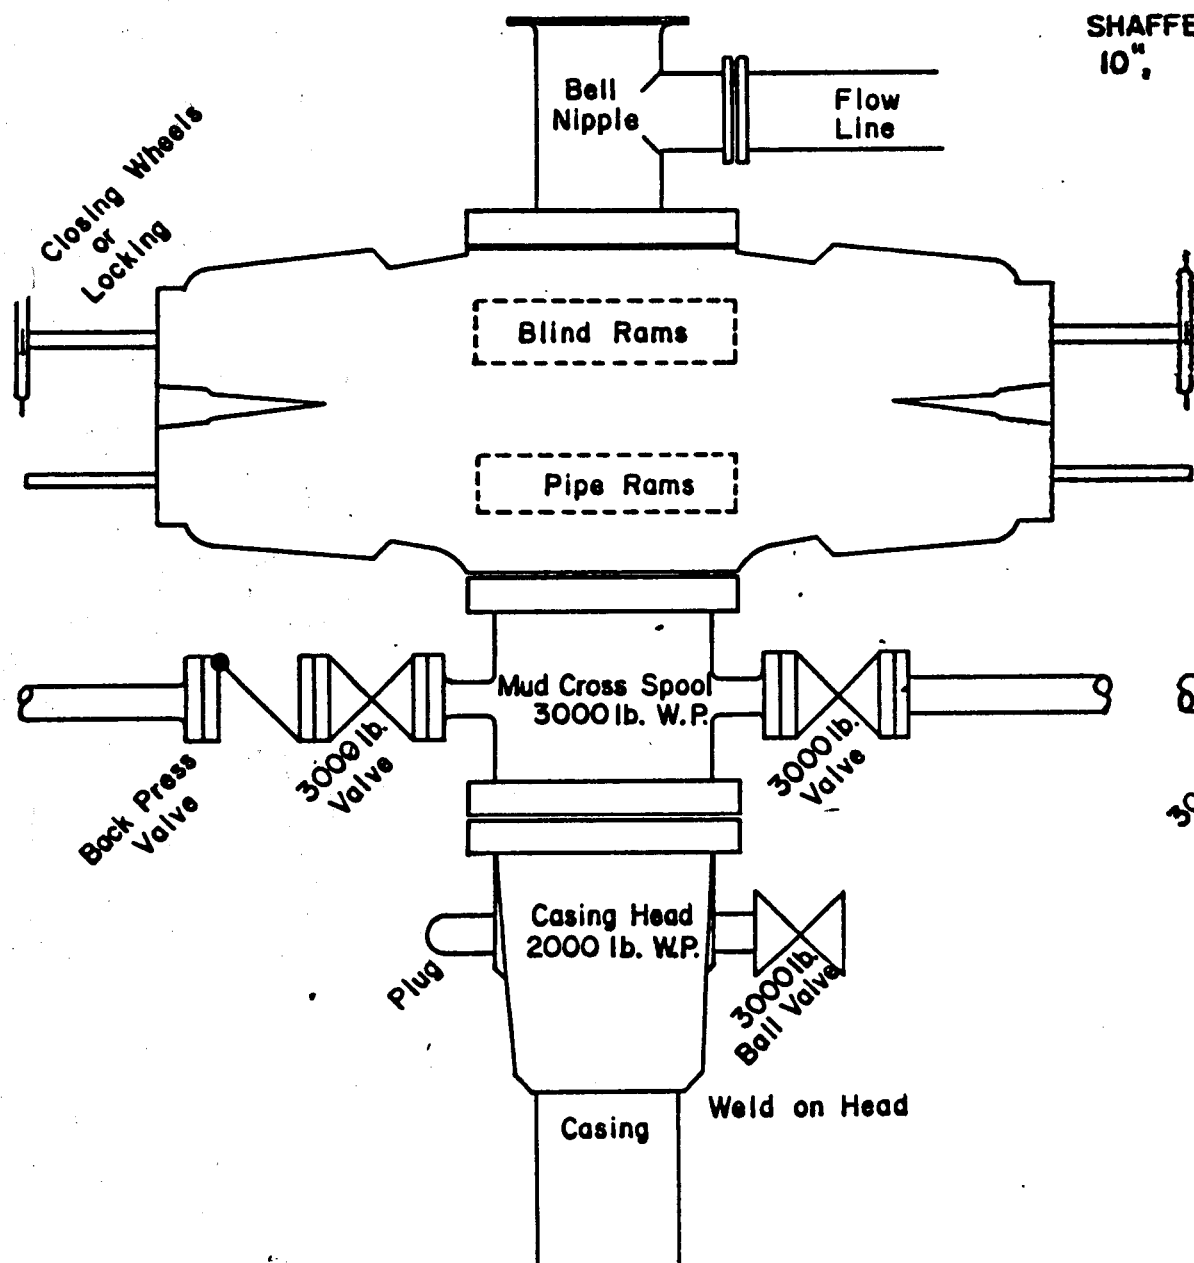 SHAFFE
10",
Bell
Nipple
Flow
Line
Closing Wheels
or
Locking
Blind Rams
Pipe Rams
Mud Cross Spool
3000 lb. W.P.
3000 lb.
Valve
3000 lb.
Valve
Back Press
Valve
30
Casing Head
2000 lb. W.P.
Plug
3000 lb.
Ball Valve
Weld on Head
Casing